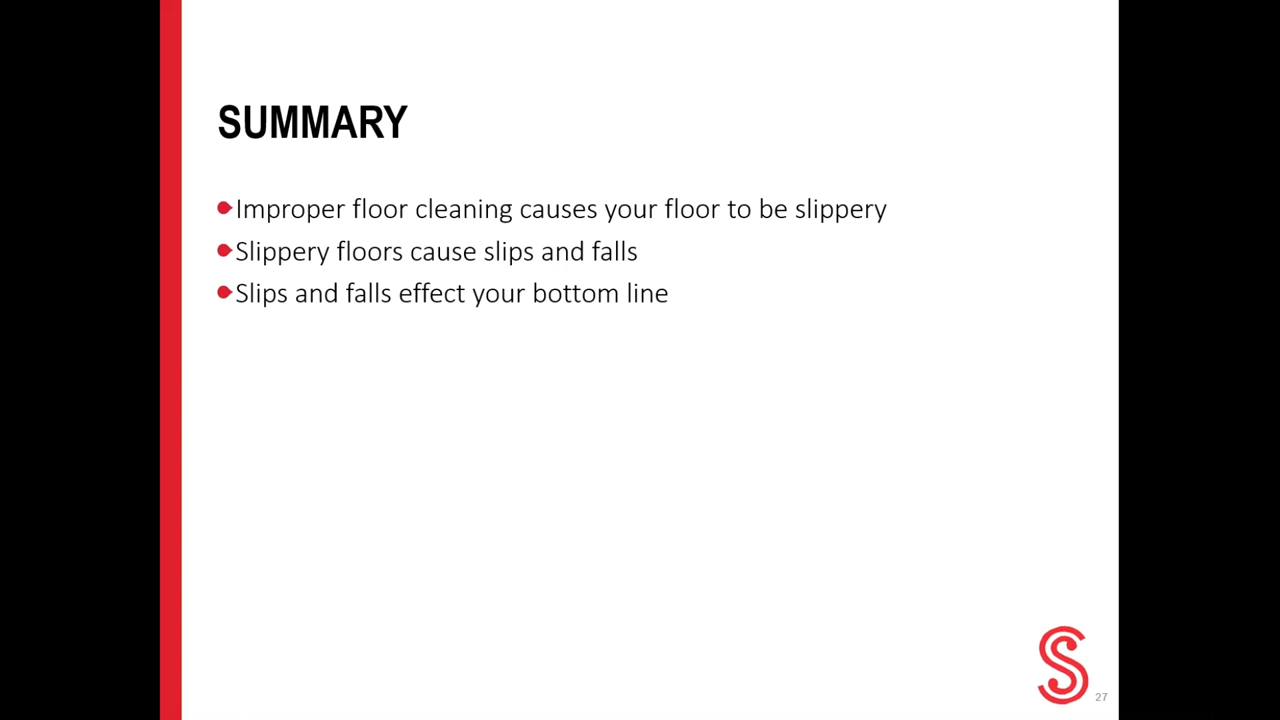 SUMMARY
Improper floor cleaning causes your floor to be slippery
Slippery floors cause slips and falls
Slips and falls effect your bottom line
S
27